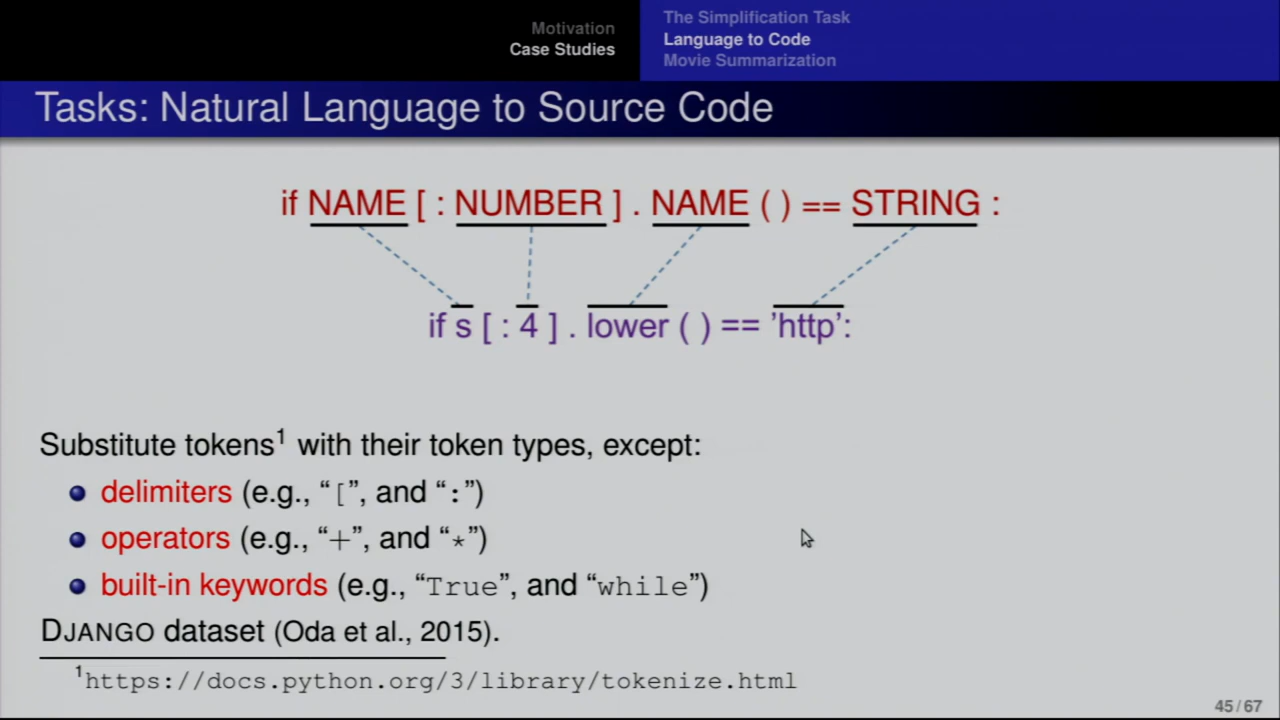 Motivation
Case Studies
The Simplification Task
Language to Code
Movie Summarization
Tasks: Natural Language to Source Code
if NAME [ : NUMBER ] . NAME ( ) == STRING :
if s [ : 4 ] . lower ( ) == 'http':
Substitute tokens¹ with their token types, except:
delimiters (e.g., “[”, and “:”)
operators (e.g., “+”, and “*”)
built-in keywords (e.g., “True”, and “while”)
DJANGO dataset (Oda et al., 2015).
¹https://docs.python.org/3/library/tokenize.html
45/67